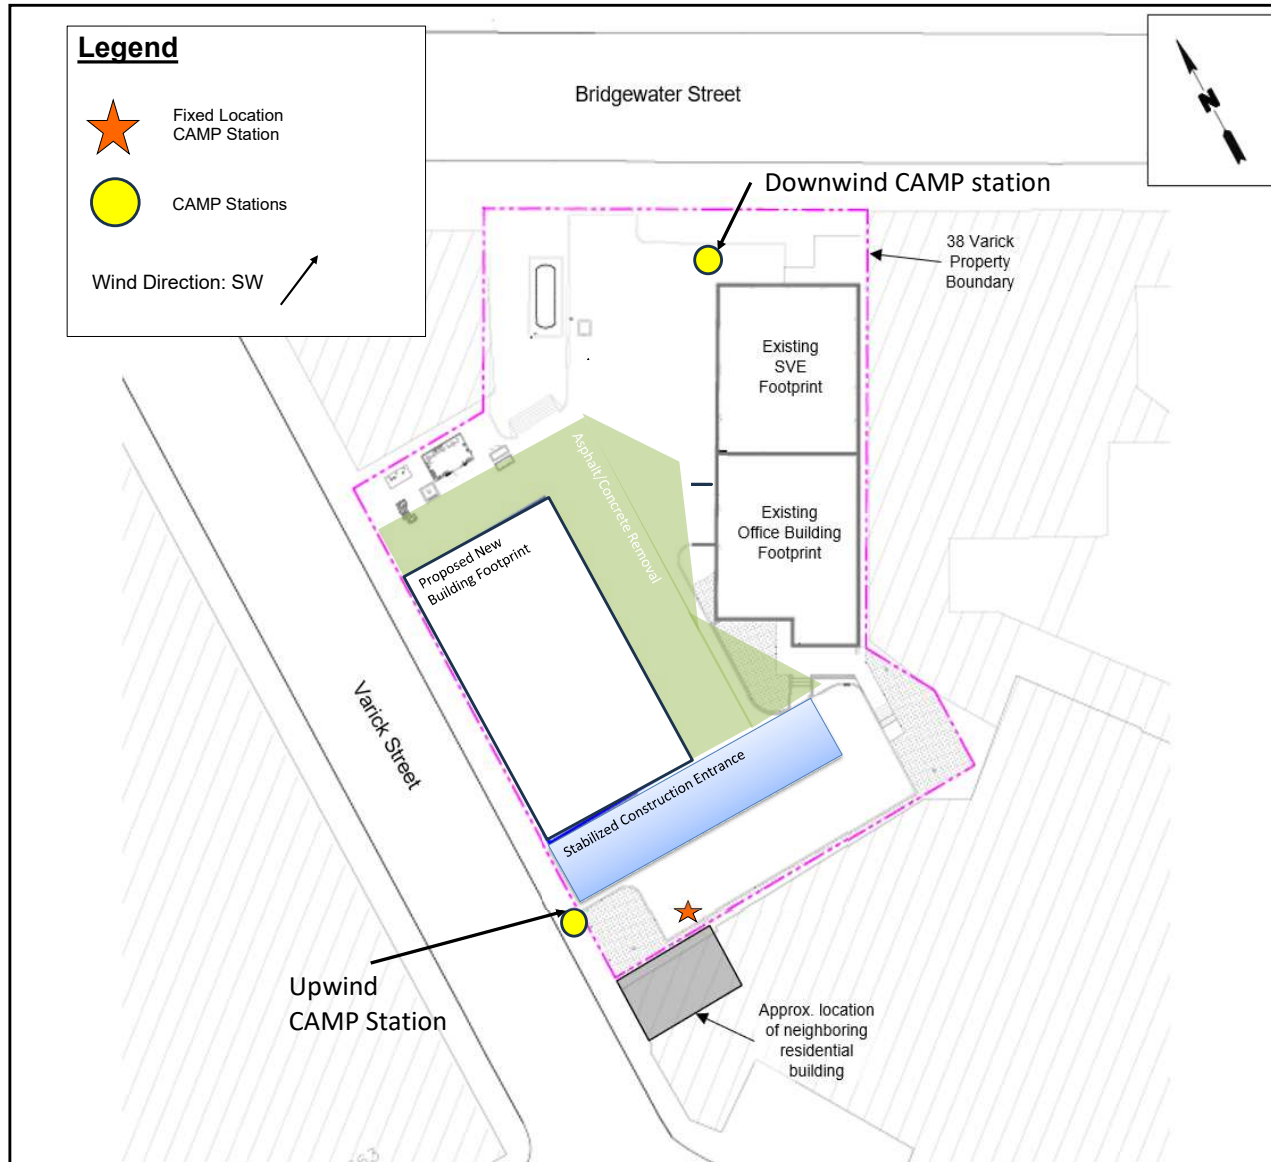 Legend
Fixed Location
CAMP Station
CAMP Stations
Wind Direction: SW
Bridgewater Street
N
Downwind CAMP station
38 Varick
Property
Boundary
Existing
SVE
Footprint
Asphalt/Concrete Removal
Existing
Office Building
Footprint
Proposed New
Building Footprint
Varick Street
Stabilized Construction Entrance
Upwind
CAMP Station
Approx. location
of neighboring
residential
building